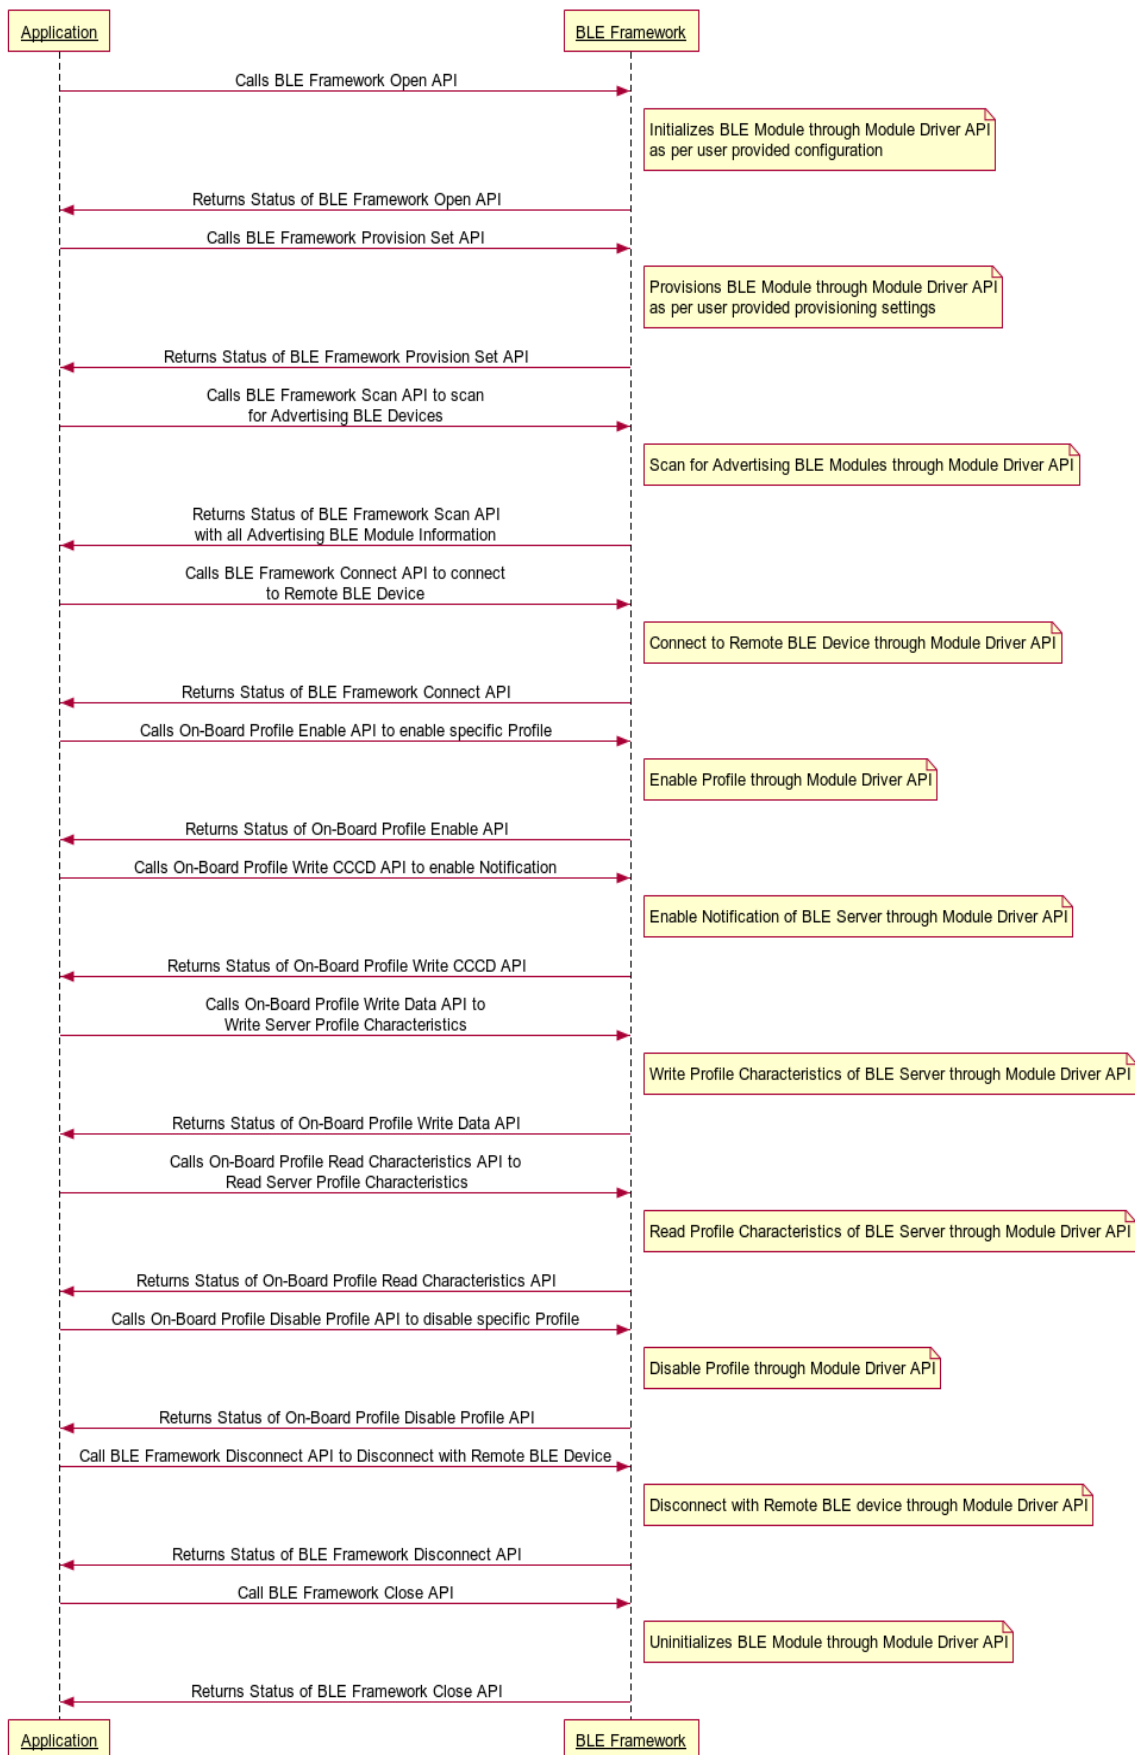 Application
BLE Framework
Calls BLE Framework Open API
Initializes BLE Module through Module Driver API
as per user provided configuration
Returns Status of BLE Framework Open API
Calls BLE Framework Provision Set API
Provisions BLE Module through Module Driver API
as per user provided provisioning settings
Returns Status of BLE Framework Provision Set API
Calls BLE Framework Scan API to scan
for Advertising BLE Devices
Scan for Advertising BLE Modules through Module Driver API
Returns Status of BLE Framework Scan API
with all Advertising BLE Module Information
Calls BLE Framework Connect API to connect
to Remote BLE Device
Connect to Remote BLE Device through Module Driver API
Returns Status of BLE Framework Connect API
Calls On-Board Profile Enable API to enable specific Profile
Enable Profile through Module Driver API
Returns Status of On-Board Profile Enable API
Calls On-Board Profile Write CCCD API to enable Notification
Enable Notification of BLE Server through Module Driver API
Returns Status of On-Board Profile Write CCCD API
Calls On-Board Profile Write Data API to
Write Server Profile Characteristics
Write Profile Characteristics of BLE Server through Module Driver API
Returns Status of On-Board Profile Write Data API
Calls On-Board Profile Read Characteristics API to
Read Server Profile Characteristics
Read Profile Characteristics of BLE Server through Module Driver API
Returns Status of On-Board Profile Read Characteristics API
Calls On-Board Profile Disable Profile API to disable specific Profile
Disable Profile through Module Driver API
Returns Status of On-Board Profile Disable Profile API
Call BLE Framework Disconnect API to Disconnect with Remote BLE Device
Disconnect with Remote BLE device through Module Driver API
Returns Status of BLE Framework Disconnect API
Call BLE Framework Close API
Uninitializes BLE Module through Module Driver API
Returns Status of BLE Framework Close API
Application
BLE Framework